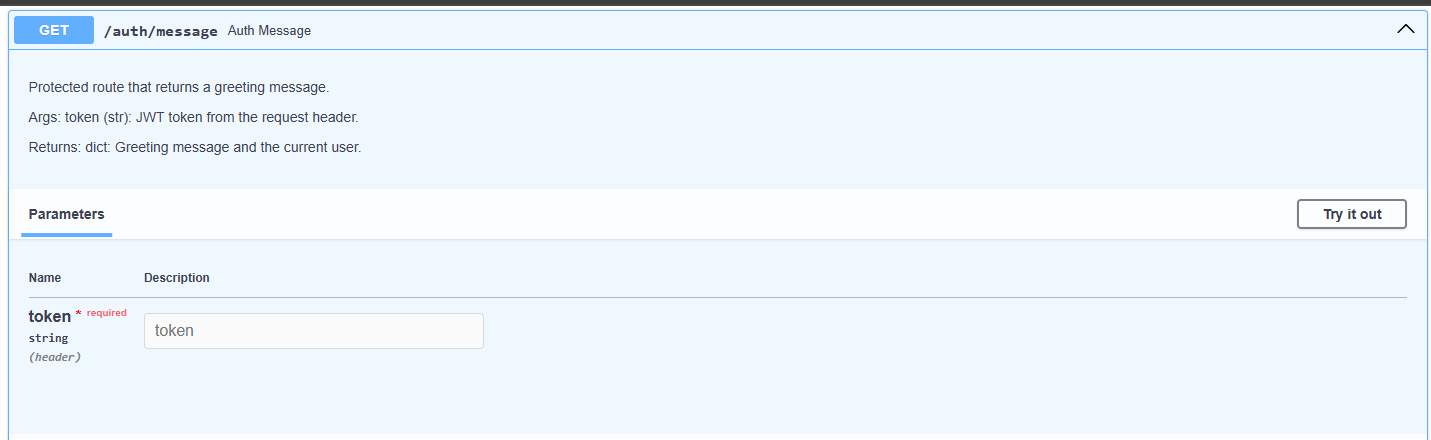 GET /auth/message Auth Message
Protected route that returns a greeting message.
Args: token (str): JWT token from the request header.
Returns: dict: Greeting message and the current user.
Parameters
Try it out
Name Description
token * required
string
(header)
token